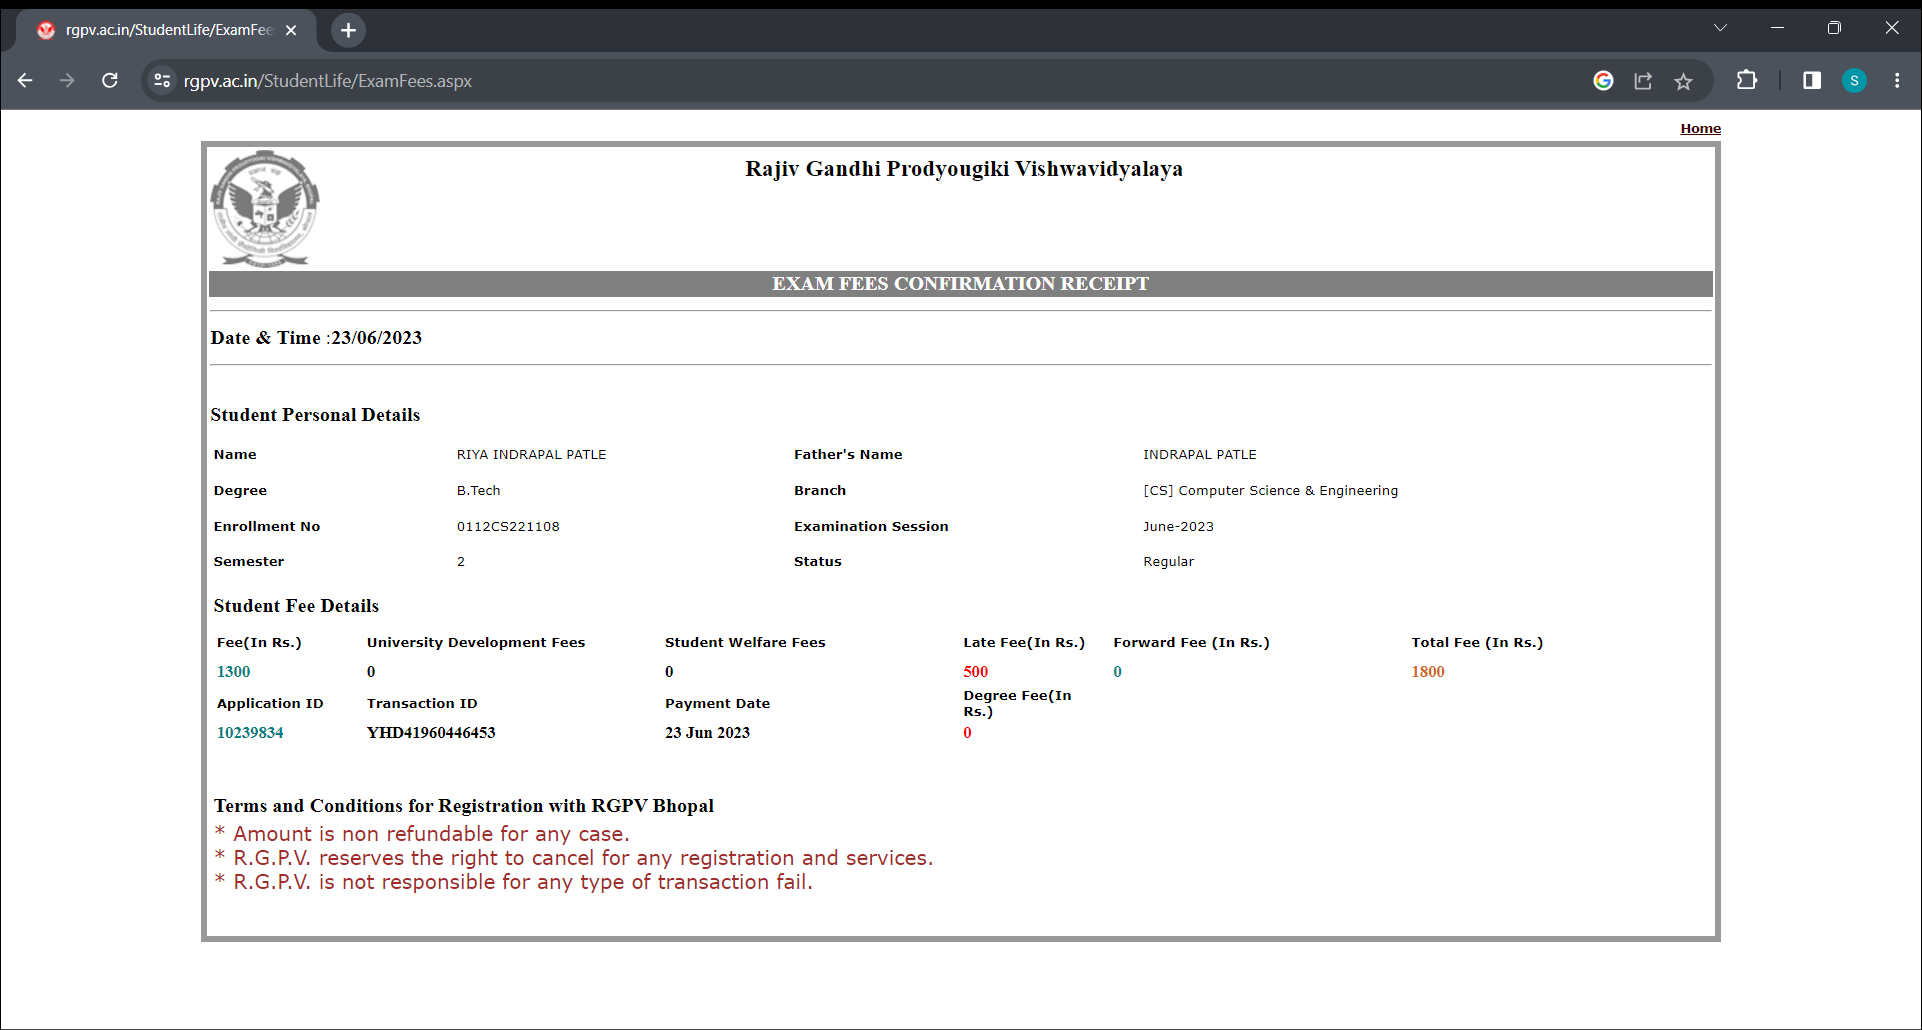 rgpv.ac.in/StudentLife/ExamFee
rgpv.ac.in/StudentLife/ExamFees.aspx
S
Home
Rajiv Gandhi Prodyougiki Vishwavidyalaya
EXAM FEES CONFIRMATION RECEIPT
Date & Time :23/06/2023
Student Personal Details
Name RIYA INDRAPAL PATLE Father's Name INDRAPAL PATLE
Degree B.Tech Branch [CS] Computer Science & Engineering
Enrollment No 0112CS221108 Examination Session June-2023
Semester 2 Status Regular
Student Fee Details
Fee(In Rs.) University Development Fees Student Welfare Fees Late Fee(In Rs.) Forward Fee (In Rs.) Total Fee (In Rs.)
1300 0 0 500 0 1800
Application ID Transaction ID Payment Date Degree Fee(In
Rs.)
10239834 YHD41960446453 23 Jun 2023 0
Terms and Conditions for Registration with RGPV Bhopal
* Amount is non refundable for any case.
* R.G.P.V. reserves the right to cancel for any registration and services.
* R.G.P.V. is not responsible for any type of transaction fail.